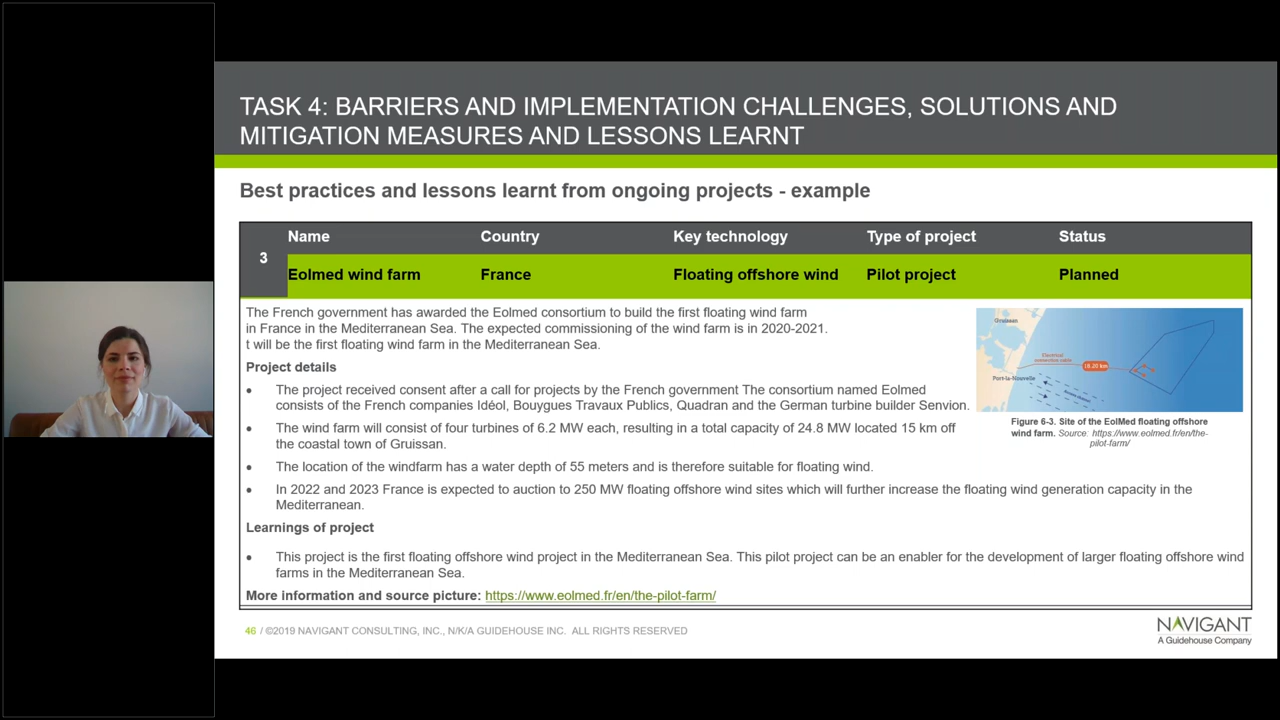 TASK 4: BARRIERS AND IMPLEMENTATION CHALLENGES, SOLUTIONS AND
MITIGATION MEASURES AND LESSONS LEARNT
Best practices and lessons learnt from ongoing projects - example
3
Name Country Key technology Type of project Status
Eolmed wind farm France Floating offshore wind Pilot project Planned
The French government has awarded the Eolmed consortium to build the first floating wind farm
in France in the Mediterranean Sea. The expected commissioning of the wind farm is in 2020-2021.
t will be the first floating wind farm in the Mediterranean Sea.
Project details
• The project received consent after a call for projects by the French government The consortium named Eolmed
consists of the French companies Idéol, Bouygues Travaux Publics, Quadran and the German turbine builder Senvion.
• The wind farm will consist of four turbines of 6.2 MW each, resulting in a total capacity of 24.8 MW located 15 km off
the coastal town of Gruissan.
• The location of the windfarm has a water depth of 55 meters and is therefore suitable for floating wind.
• In 2022 and 2023 France is expected to auction to 250 MW floating offshore wind sites which will further increase the floating wind generation capacity in the
Mediterranean.
Learnings of project
• This project is the first floating offshore wind project in the Mediterranean Sea. This pilot project can be an enabler for the development of larger floating offshore wind
farms in the Mediterranean Sea.
More information and source picture: https://www.eolmed.fr/en/the-pilot-farm/
Gruissan
Electrical
connection cable
18.20 km
Port-la-Nouvelle
Figure 6-3. Site of the EolMed floating offshore
wind farm. Source: https://www.eolmed.fr/en/the-
pilot-farm/
46 / ©2019 NAVIGANT CONSULTING, INC., N/K/A GUIDEHOUSE INC. ALL RIGHTS RESERVED
NAVIGANT
A Guidehouse Company